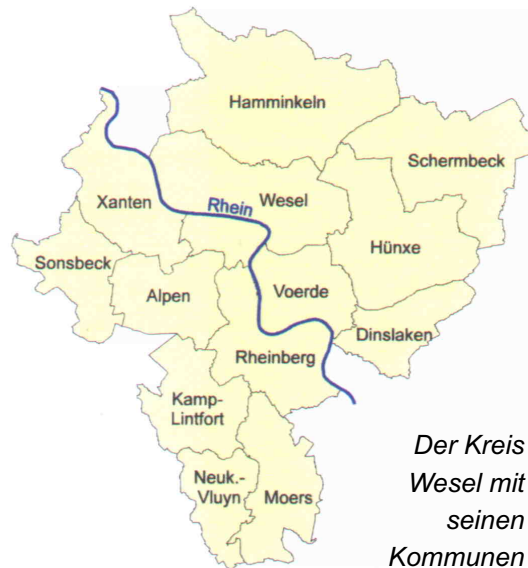 Hamminkeln
Schermbeck
Xanten
Rhein
Wesel
Hünxe
Sonsbeck
Alpen
Voerde
Dinslaken
Rheinberg
Kamp-
Lintfort
Neuk.-
Vluyn
Moers
Der Kreis
Wesel mit
seinen
Kommunen